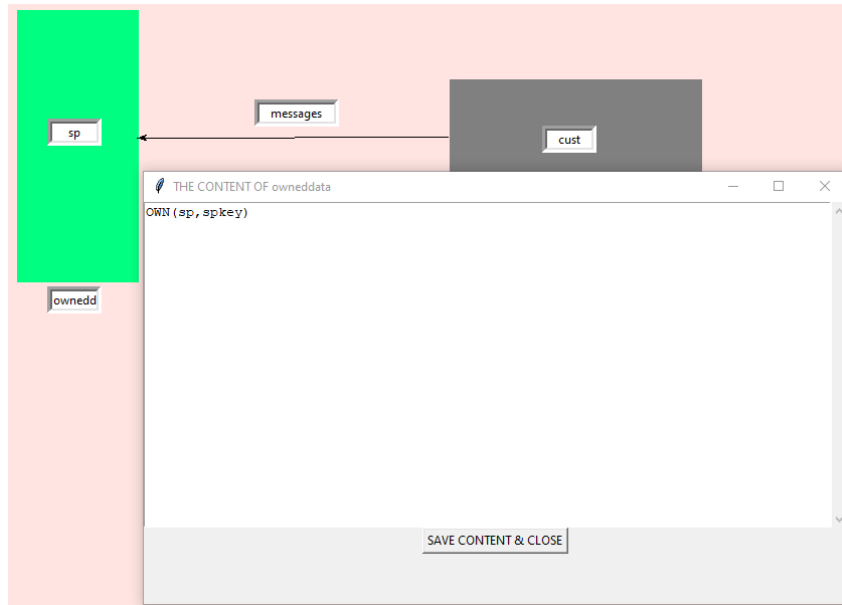 messages
sp
cust
THE CONTENT OF owneddata
OWN(sp,spkey)
ownedd
SAVE CONTENT & CLOSE